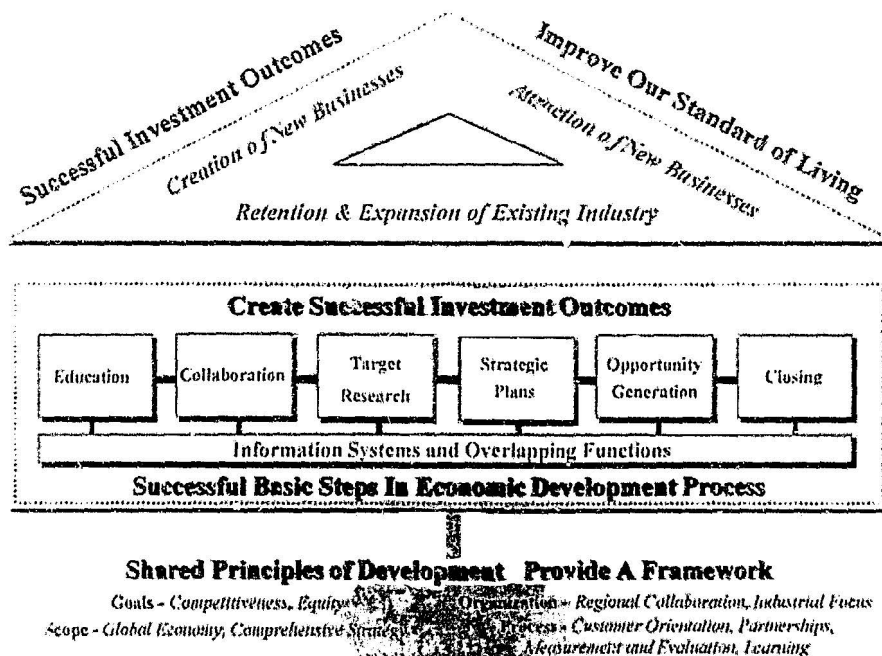 Successful Investment Outcomes
Improve Our Standard of Living
Creation of New Businesses
Attraction of New Businesses
Retention & Expansion of Existing Industry
Create Successful Investment Outcomes
Education
Collaboration
Target
Research
Strategic
Plans
Opportunity
Generation
Closing
Information Systems and Overlapping Functions
Successful Basic Steps In Economic Development Process
Shared Principles of Development Provide A Framework
Goals - Competitiveness, Equity
Organization - Regional Collaboration, Industrial Focus
Scope - Global Economy, Comprehensive Strategy
Process - Customer Orientation, Partnerships,
Measurement and Evaluation, Learning